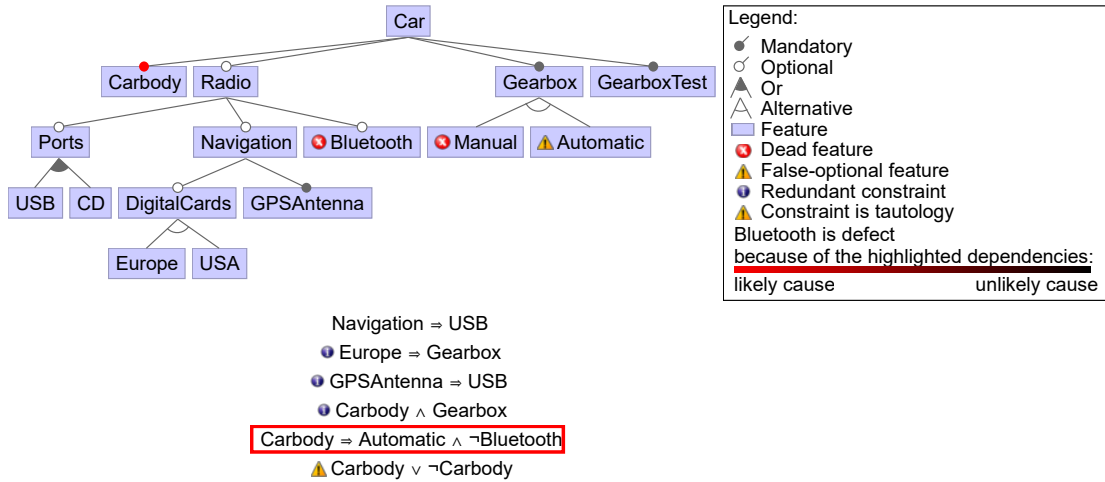 Car
Carbody Radio Gearbox GearboxTest
Ports Navigation Bluetooth Manual Automatic
USB CD DigitalCards GPSAntenna
Europe USA
Legend:
Mandatory
Optional
Or
Alternative
Feature
Dead feature
False-optional feature
Redundant constraint
Constraint is tautology
Bluetooth is defect
because of the highlighted dependencies:
likely cause unlikely cause
Navigation ⇒ USB
Europe ⇒ Gearbox
GPSAntenna ⇒ USB
Carbody ∧ Gearbox
Carbody ⇒ Automatic ∧ ¬Bluetooth
Carbody ∨ ¬Carbody